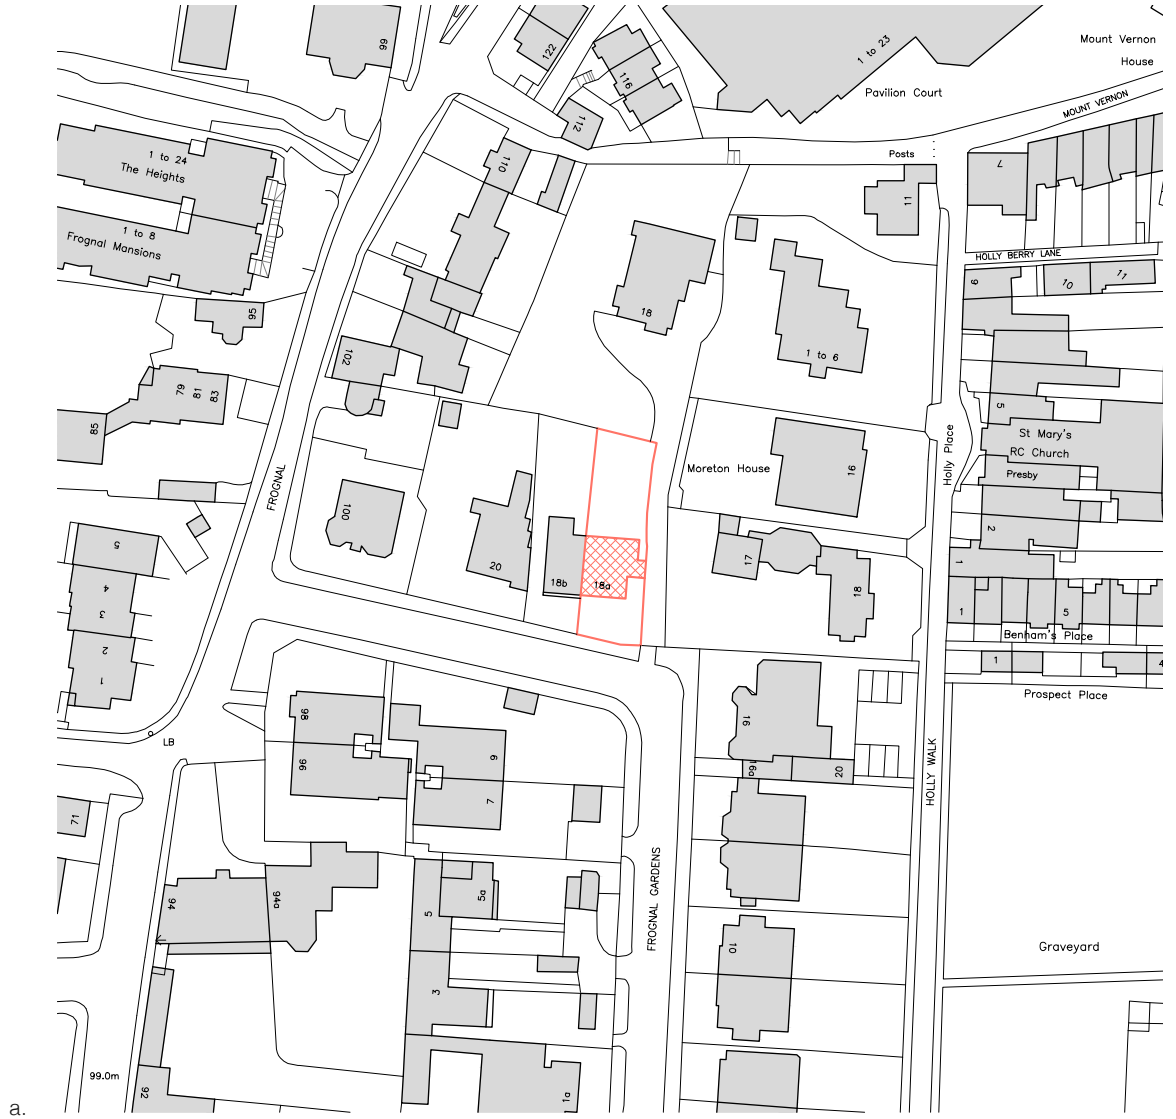 66
122
116
1 to 23
Pavilion Court
Mount Vernon
House
MOUNT VERNON
112
110
Posts
7
11
1 to 24
The Heights
1 to 8
Frognal Mansions
HOLLY BERRY LANE
9
10
11
95
18
102
1 to 6
79
81
83
85
5
St Mary's
RC Church
Presby
Holly Place
Moreton House
16
FROGNAL
100
20
18b
18a
17
18
2
1
5
4
3
2
1
1
5
Benham's Place
1
4
Prospect Place
LB
98
96
9
7
16
16a
20
HOLLY WALK
71
94
94a
5
5a
3
FROGNAL GARDENS
10
Graveyard
99.0m
92
1a
a.